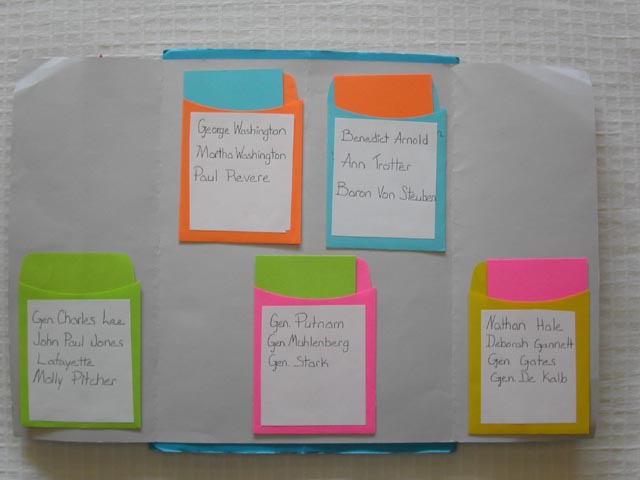 George Washington
Martha Washington
Paul Revere
Benedict Arnold
Ann Trotter
Baron Von Steuben
Gen. Charles Lee
John Paul Jones
Lafayette
Molly Pitcher
Gen. Putnam
Gen. Muhlenberg
Gen. Stark
Nathan Hale
Deborah Gannett
Gen. Gates
Gen. De Kalb